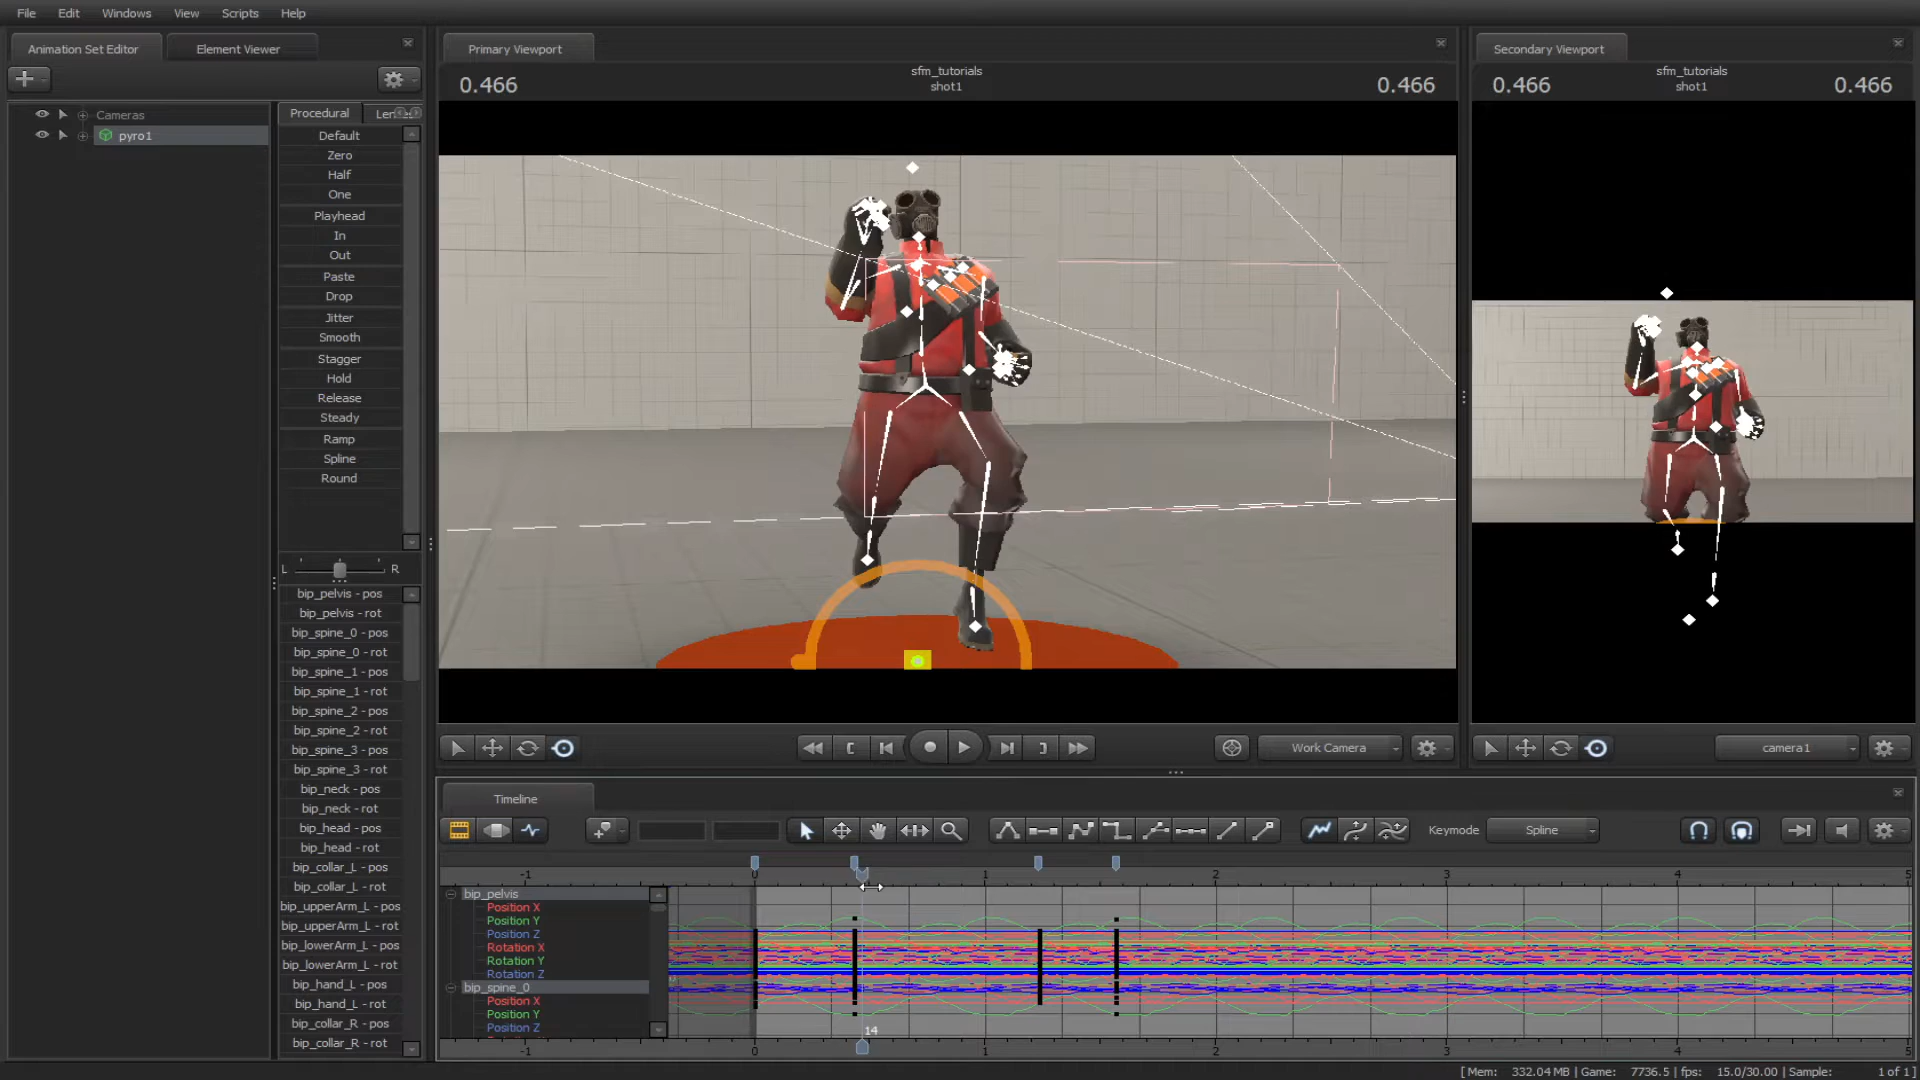 File Edit Windows View Scripts Help
Animation Set Editor
Element Viewer
Cameras
pyro1
Procedural
Default
Zero
Half
One
Playhead
In
Out
Paste
Drop
Jitter
Smooth
Stagger
Hold
Release
Steady
Ramp
Spline
Round
L R
bip_pelvis - pos
bip_pelvis - rot
bip_spine_0 - pos
bip_spine_0 - rot
bip_spine_1 - pos
bip_spine_1 - rot
bip_spine_2 - pos
bip_spine_2 - rot
bip_spine_3 - pos
bip_spine_3 - rot
bip_neck - pos
bip_neck - rot
bip_head - pos
bip_head - rot
bip_collar_L - pos
bip_collar_L - rot
bip_upperArm_L - pos
bip_upperArm_L - rot
bip_lowerArm_L - pos
bip_lowerArm_L - rot
bip_hand_L - pos
bip_hand_L - rot
bip_collar_R - pos
bip_collar_R - rot
Primary Viewport
sfm_tutorials
0.466 shot1 0.466
Work Camera
Secondary Viewport
sfm_tutorials
0.466 shot1 0.466
camera1
Timeline
Keymode Spline
-1 0 1 2 3 4 5
bip_pelvis
Position X
Position Y
Position Z
Rotation X
Rotation Y
Rotation Z
bip_spine_0
Position X
Position Y
Position Z
14
-1 0 1 2 3 4 5
[ Mem: 332.04 MB | Game: 7736.5 | fps: 15.0/30.00 | Sample: 1 of 1 ]